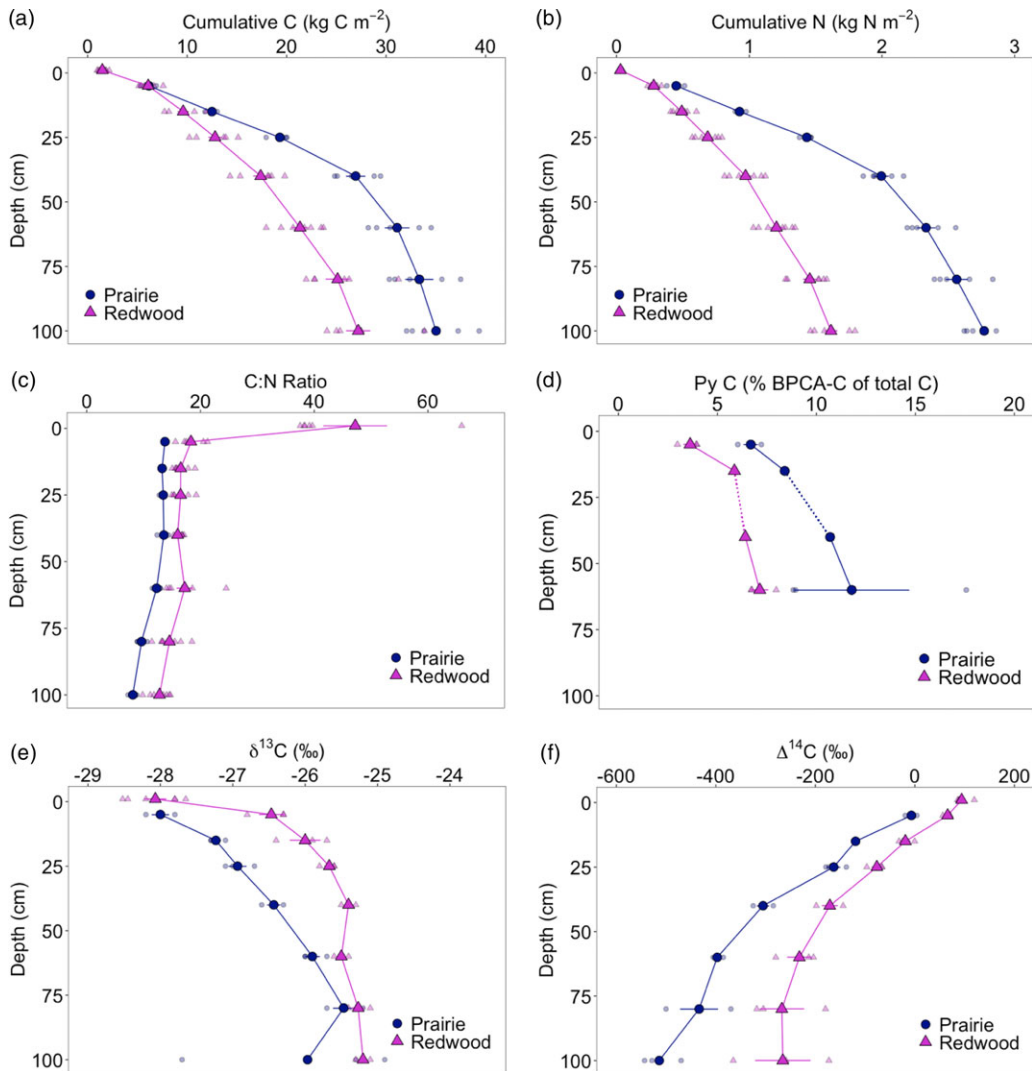 (a)
Cumulative C (kg C m⁻²)
0 10 20 30 40
0
25
50
75
100
Depth (cm)
Prairie
Redwood
(b)
Cumulative N (kg N m⁻²)
0 1 2 3
0
25
50
75
100
Depth (cm)
Prairie
Redwood
(c)
C:N Ratio
0 20 40 60
0
25
50
75
100
Depth (cm)
Prairie
Redwood
(d)
Py C (% BPCA-C of total C)
0 5 10 15 20
0
25
50
75
100
Depth (cm)
Prairie
Redwood
(e)
δ¹³C (‰)
-29 -28 -27 -26 -25 -24
0
25
50
75
100
Depth (cm)
Prairie
Redwood
(f)
Δ¹⁴C (‰)
-600 -400 -200 0 200
0
25
50
75
100
Depth (cm)
Prairie
Redwood